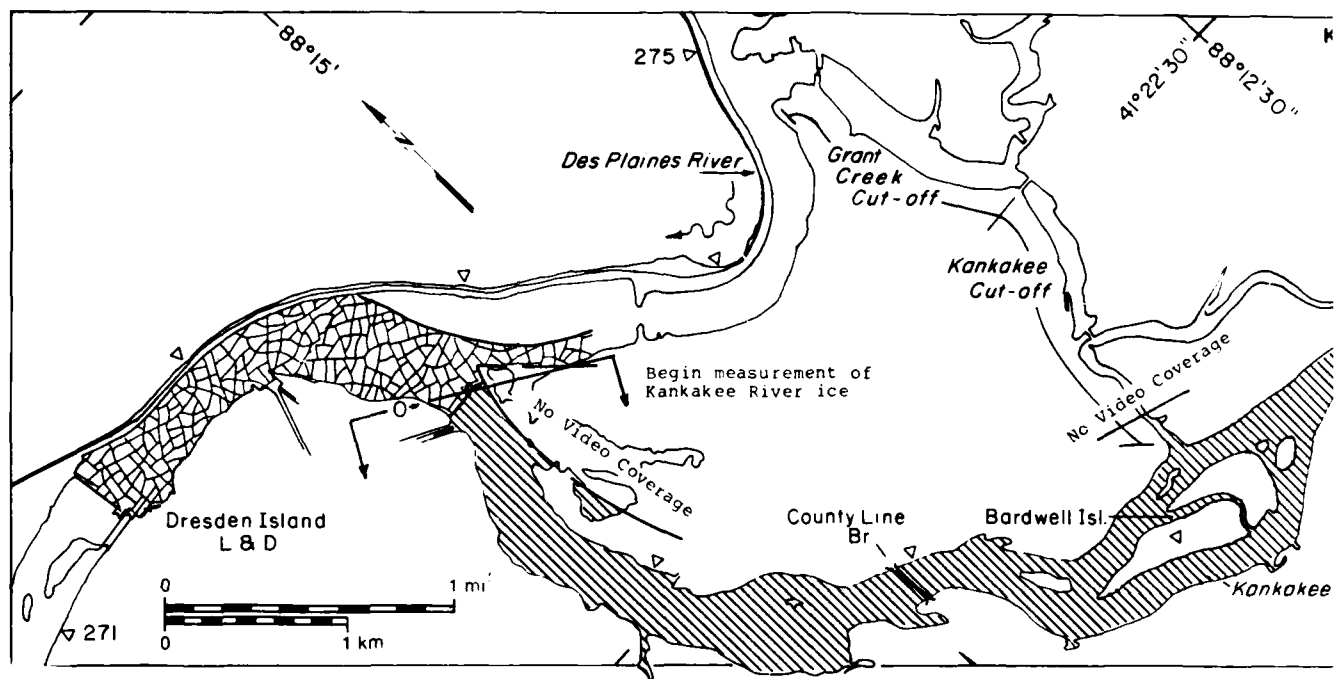 88°15'
275
41°22'30"
88°12'30"
K
N
Des Plaines River
Grant
Creek
Cut-off
Kankakee
Cut-off
Begin measurement of
Kankakee River ice
0
No Video Coverage
No Video Coverage
Dresden Island
L & D
County Line
Br
Bardwell Isl.
Kankakee
0
1 mi
0
1 km
271